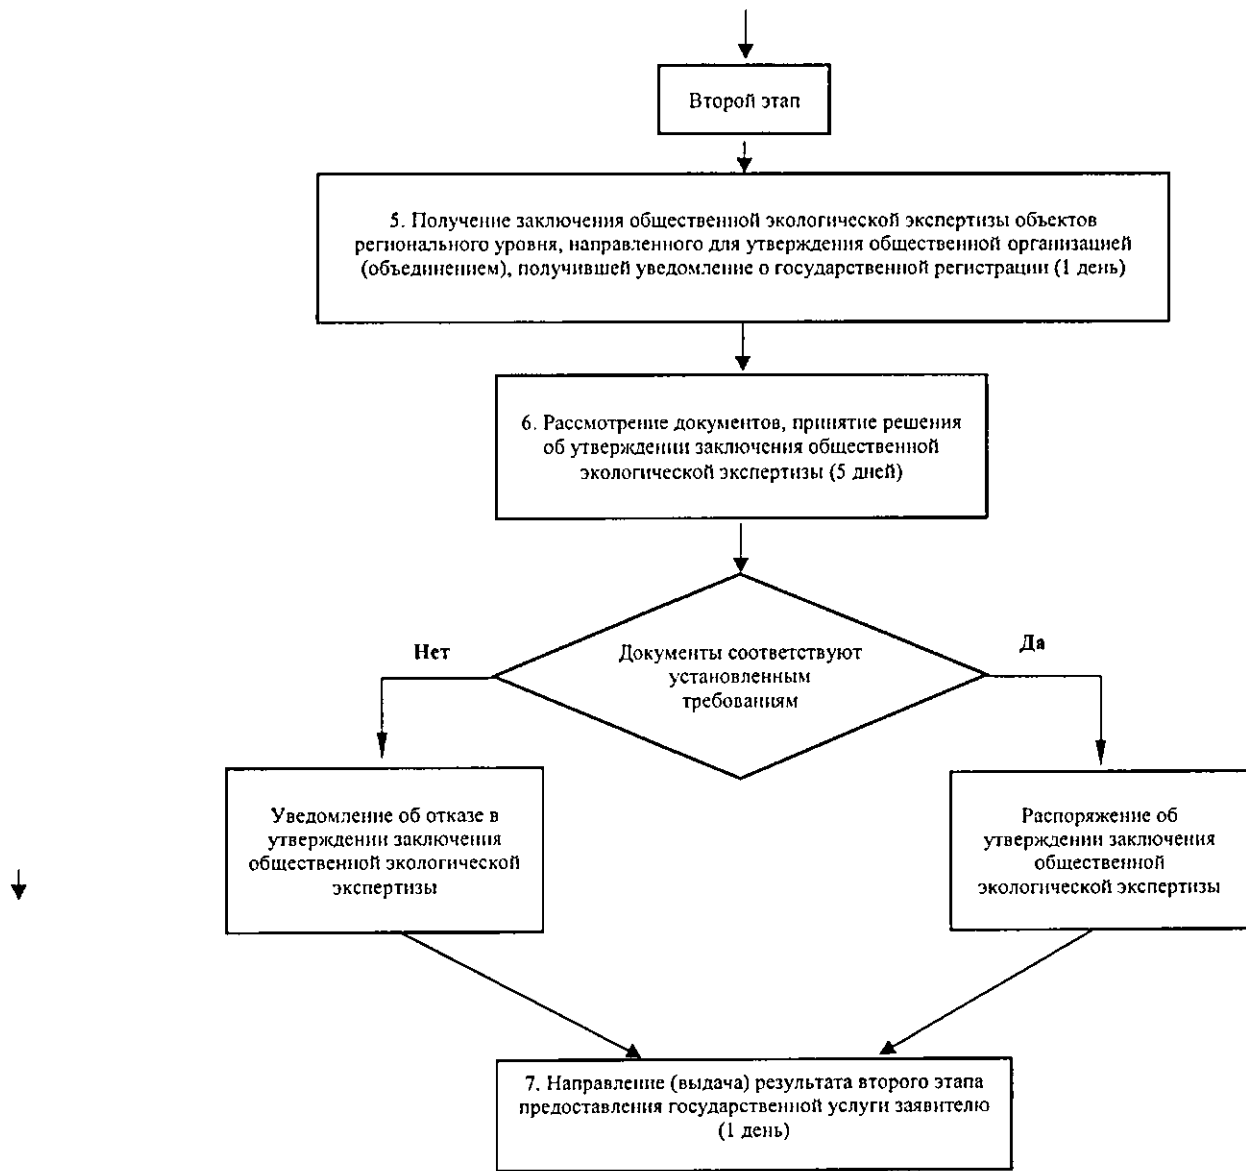 Второй этап
5. Получение заключения общественной экологической экспертизы объектов
регионального уровня, направленного для утверждения общественной организацией
(объединением), получившей уведомление о государственной регистрации (1 день)
6. Рассмотрение документов, принятие решения
об утверждении заключения общественной
экологической экспертизы (5 дней)
Нет
Да
Документы соответствуют
установленным
требованиям
Уведомление об отказе в
утверждении заключения
общественной экологической
экспертизы
Распоряжение об
утверждении заключения
общественной
экологической экспертизы
7. Направление (выдача) результата второго этапа
предоставления государственной услуги заявителю
(1 день)